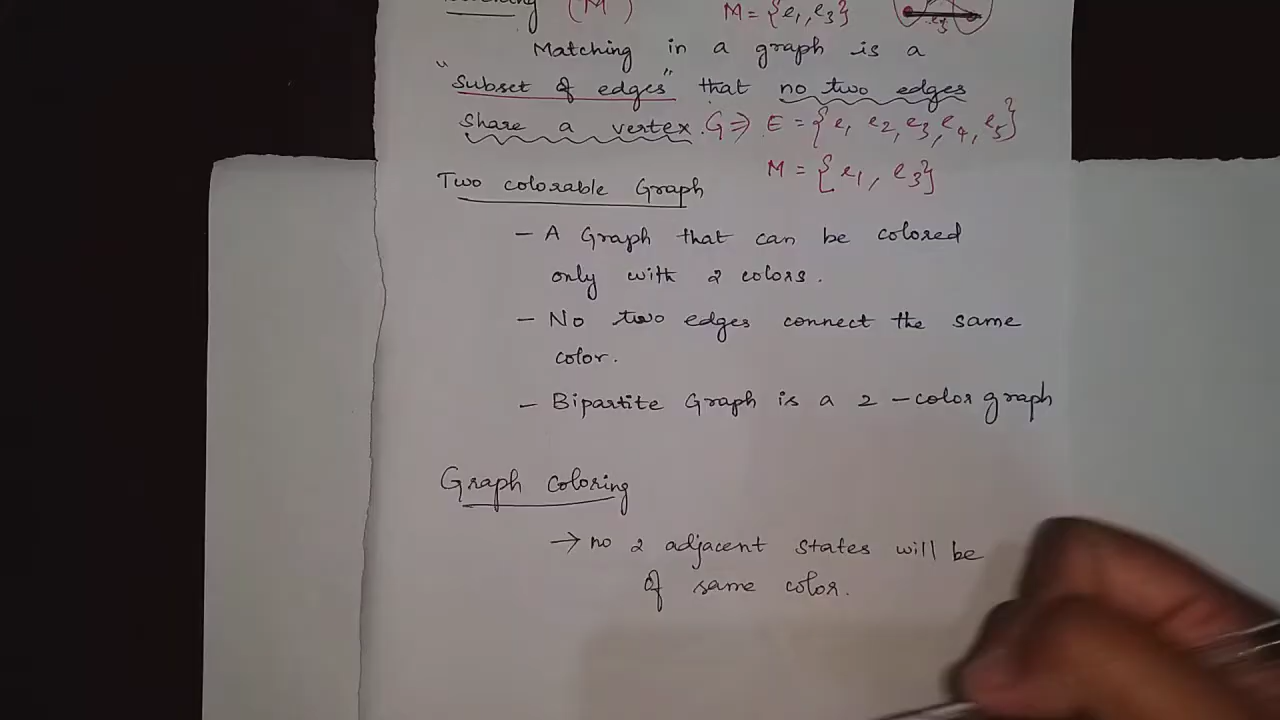 (M) M = {e1, e3}
e3
Matching in a graph is a
"subset of edges" that no two edges
share a vertex. G⇒ E = {e1 e2, e3, e4, e5}
M = {e1, e3}
Two colorable Graph
- A Graph that can be colored
only with 2 colors.
- No two edges connect the same
color.
- Bipartite Graph is a 2 - color graph
Graph coloring
→ no 2 adjacent states will be
of same color.